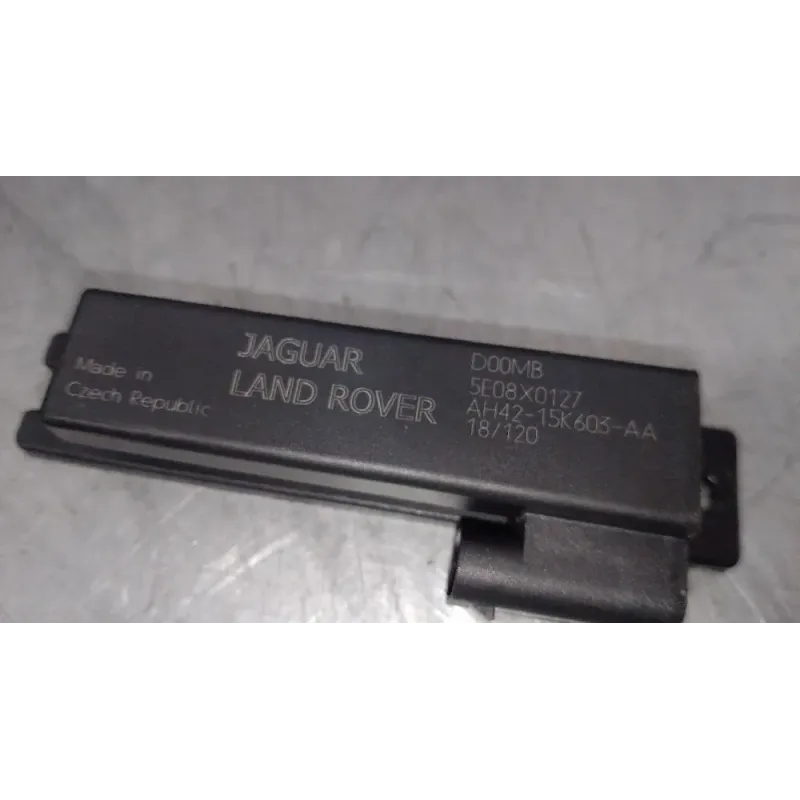 Made in
Czech Republic
JAGUAR
LAND ROVER
D00MB
5E08X0127
AH42-15K603-AA
18/120